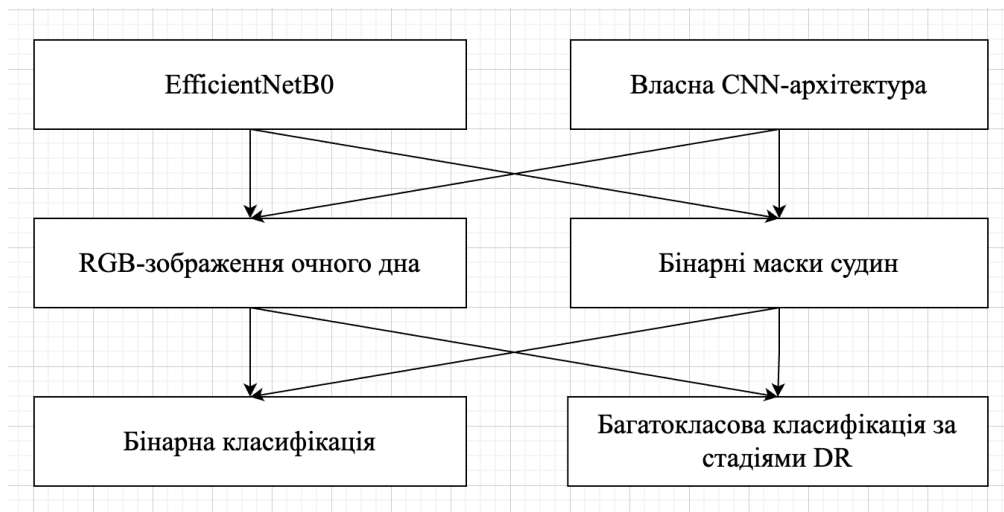 EfficientNetB0
Власна CNN-архітектура
RGB-зображення очного дна
Бінарні маски судин
Бінарна класифікація
Багатокласова класифікація за
стадіями DR